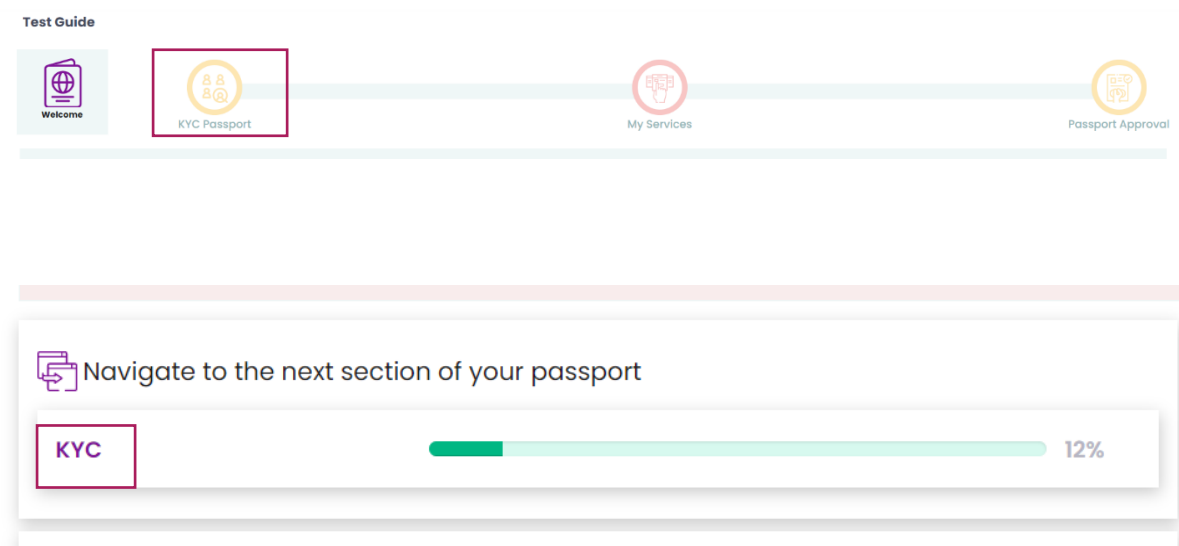 Test Guide
Welcome
KYC Passport
My Services
Passport Approval
Navigate to the next section of your passport
KYC
12%